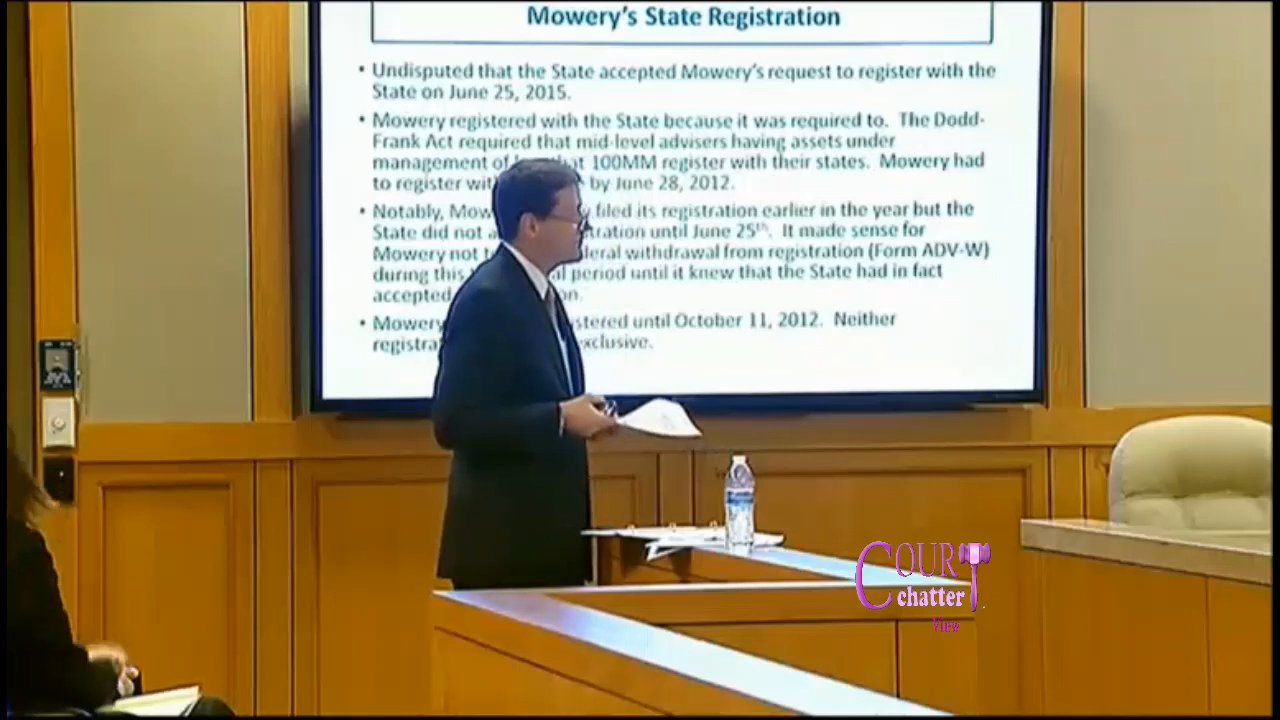 Mowery's State Registration
• Undisputed that the State accepted Mowery's request to register with the
State on June 25, 2015.
• Mowery registered with the State because it was required to. The Dodd-
Frank Act required that mid-level advisers having assets under
management of 100MM register with their states. Mowery had
to register by June 28, 2012.
• Notably, filed its registration earlier in the year but the
State did not until June 25th. It made sense for
Mowery not withdrawal from registration (Form ADV-W)
during this period until it knew that the State had in fact
accepted
• Mowery until October 11, 2012. Neither
COURT
chatter
View